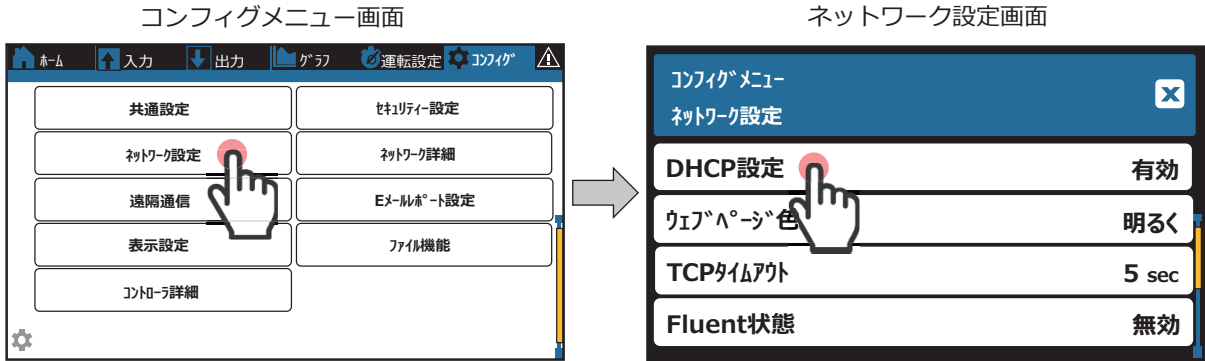 コンフィグメニュー画面
ネットワーク設定画面
ﾎｰﾑ 入力 出力 ｸﾞﾗﾌ 運転設定 ｺﾝﾌｨｸﾞ
共通設定 ｾｷｭﾘﾃｨｰ設定
ﾈｯﾄﾜｰｸ設定 ﾈｯﾄﾜｰｸ詳細
遠隔通信 Eﾒｰﾙﾚﾎﾟｰﾄ設定
表示設定 ﾌｧｲﾙ機能
ｺﾝﾄﾛｰﾗ詳細
ｺﾝﾌｨｸﾞﾒﾆｭｰ
ﾈｯﾄﾜｰｸ設定
DHCP設定 有効
ｳｪﾌﾞﾍﾟｰｼﾞ色 明るく
TCPﾀｲﾑｱｳﾄ 5 sec
Fluent状態 無効